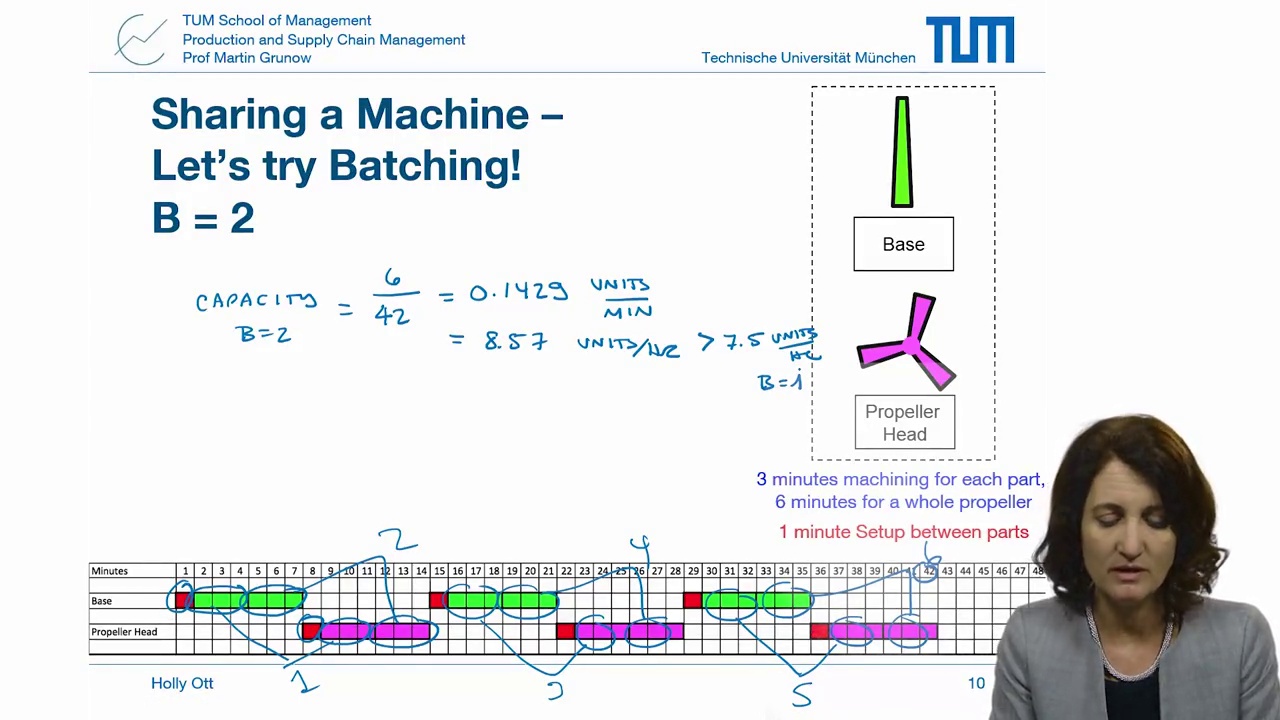 TUM School of Management
Production and Supply Chain Management
Prof Martin Grunow
Technische Universität München
TUM
Sharing a Machine –
Let's try Batching!
B = 2
CAPACITY = 6/42 = 0.1429 UNITS/MIN
B=2
= 8.57 UNITS/HR > 7.5 UNITS/
B=1
Base
Propeller
Head
3 minutes machining for each part,
6 minutes for a whole propeller
1 minute Setup between parts
2 4 6
Minutes 1 2 3 4 5 6 7 8 9 10 11 12 13 14 15 16 17 18 19 20 21 22 23 24 25 26 27 28 29 30 31 32 33 34 35 36 37 38 39 40 41 42 43 44 45 46 47 48
Base
Propeller Head
1 3 5
Holly Ott 10